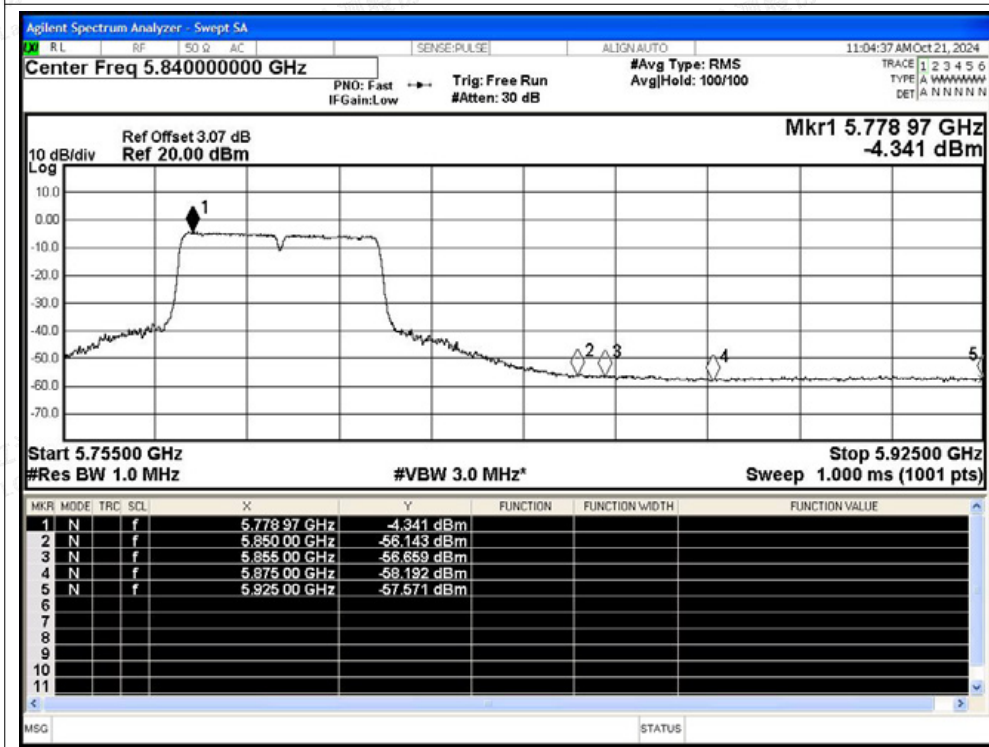 Agilent Spectrum Analyzer - Swept SA
RL RF 50 Ω AC SENSE:PULSE ALIGN AUTO 11:04:37 AM Oct 21, 2024
Center Freq 5.840000000 GHz
#Avg Type: RMS
TRACE 1 2 3 4 5 6
PNO: Fast
Trig: Free Run
Avg|Hold: 100/100
TYPE A WWWWW
IFGain:Low
#Atten: 30 dB
DET A N N N N N
Mkr1 5.778 97 GHz
-4.341 dBm
Ref Offset 3.07 dB
10 dB/div Ref 20.00 dBm
Log
10.0
0.00
-10.0
-20.0
-30.0
-40.0
-50.0
-60.0
-70.0
1
2
3
4
5
Start 5.75500 GHz Stop 5.92500 GHz
#Res BW 1.0 MHz #VBW 3.0 MHz* Sweep 1.000 ms (1001 pts)
MKR MODE TRC SCL X Y FUNCTION FUNCTION WIDTH FUNCTION VALUE
1 N f 5.778 97 GHz -4.341 dBm
2 N f 5.850 00 GHz -56.143 dBm
3 N f 5.855 00 GHz -56.659 dBm
4 N f 5.875 00 GHz -58.192 dBm
5 N f 5.925 00 GHz -57.571 dBm
6
7
8
9
10
11
MSG STATUS